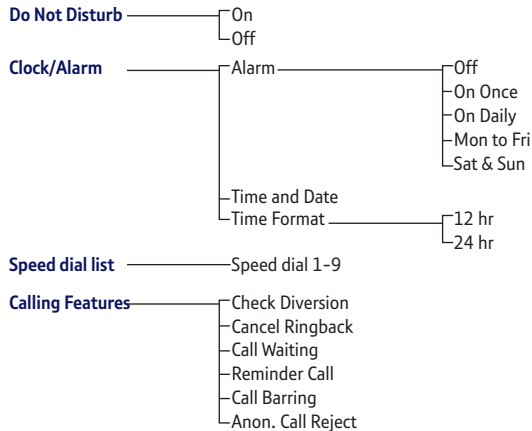 Do Not Disturb On
Off
Clock/Alarm Alarm Off
On Once
On Daily
Mon to Fri
Sat & Sun
Time and Date
Time Format 12 hr
24 hr
Speed dial list Speed dial 1-9
Calling Features Check Diversion
Cancel Ringback
Call Waiting
Reminder Call
Call Barring
Anon. Call Reject